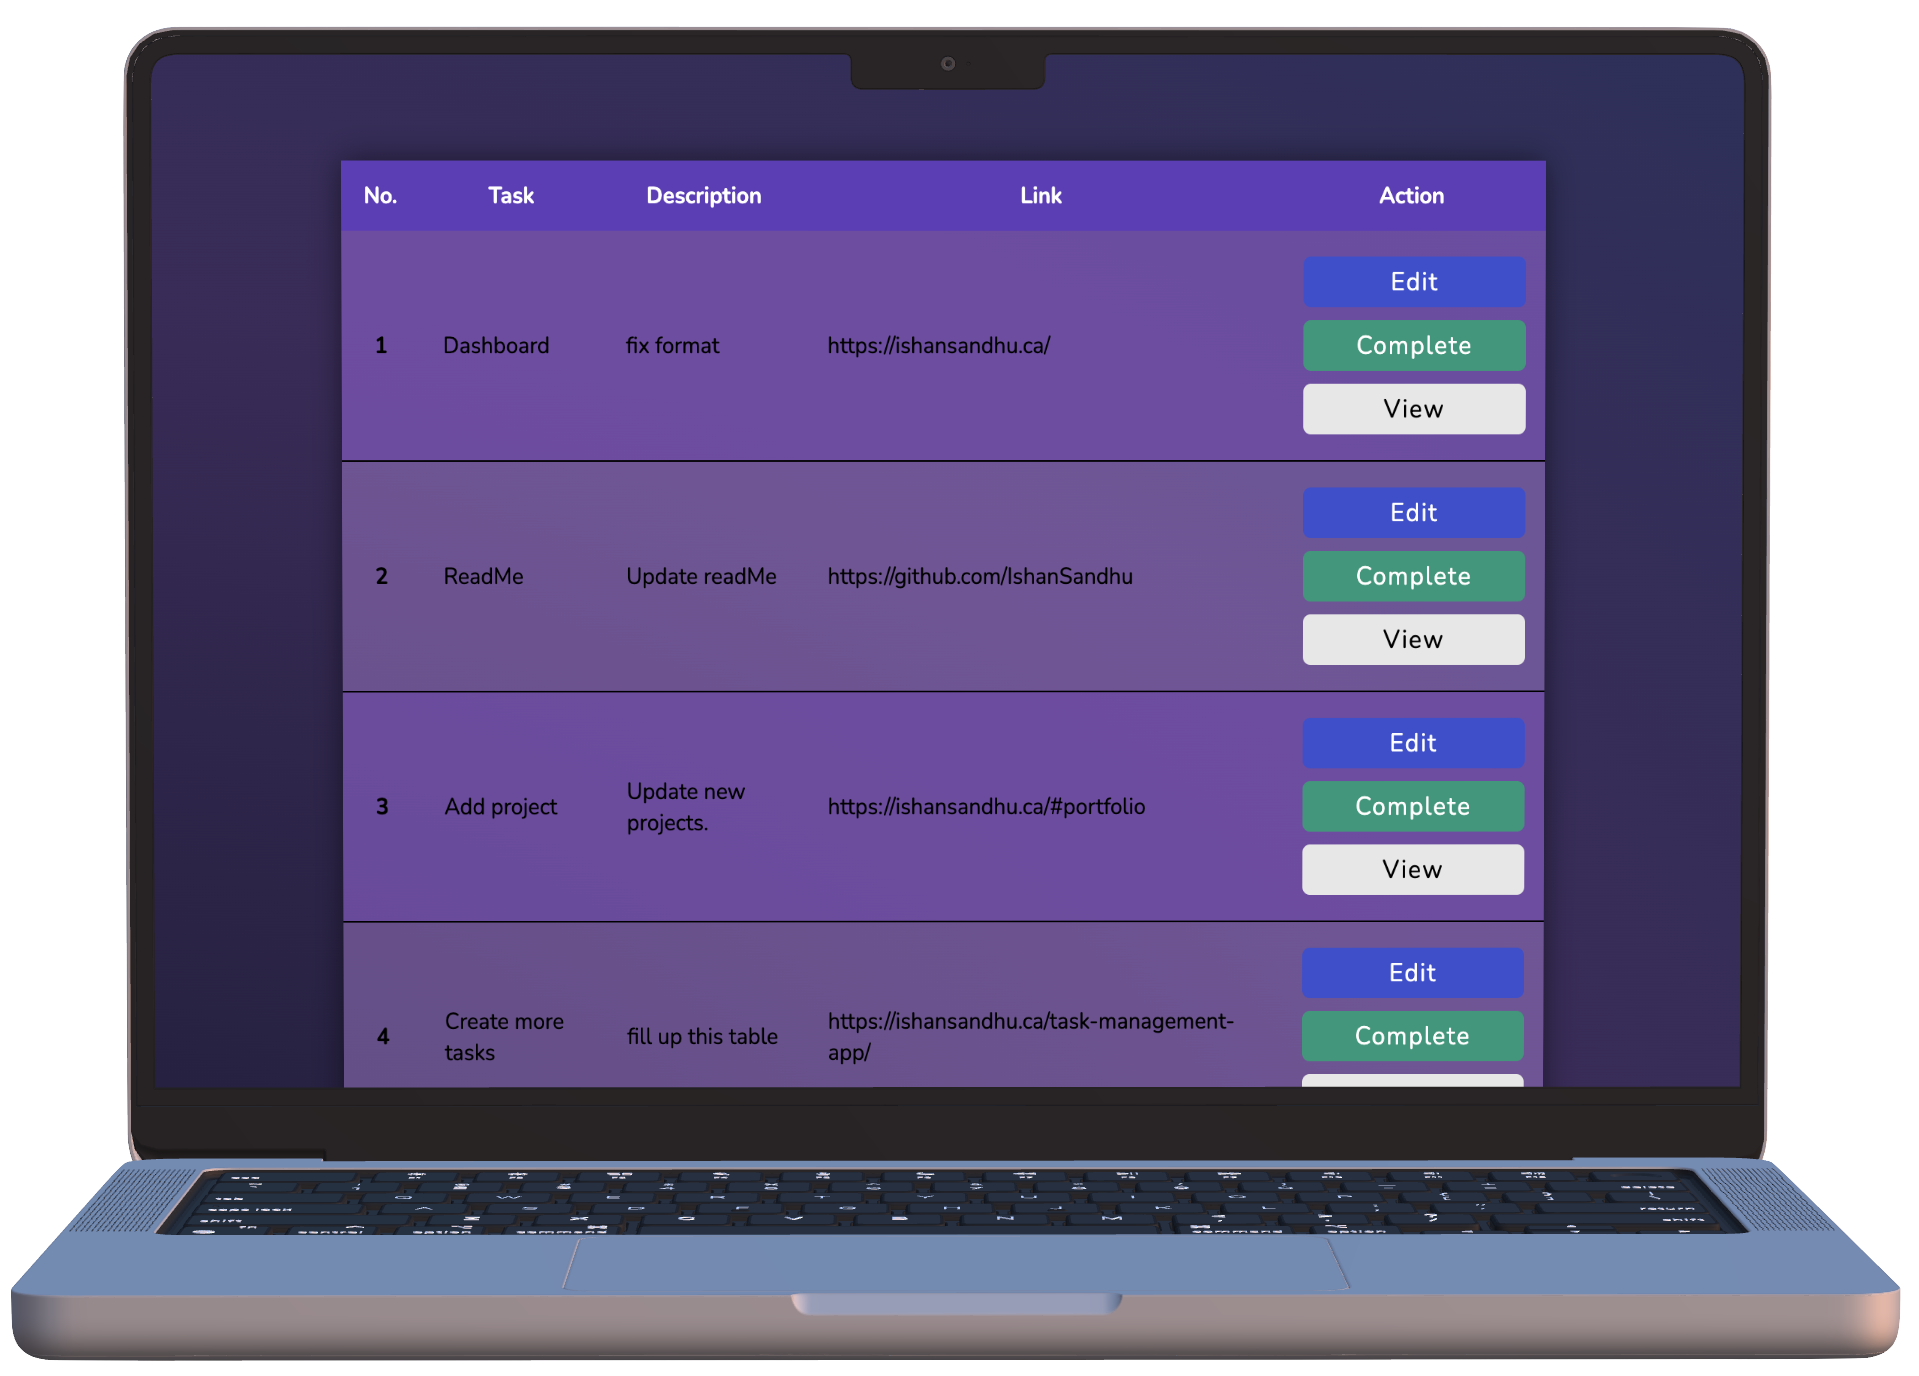 No. Task Description Link Action
Edit
1 Dashboard fix format https://ishansandhu.ca/ Complete
View
Edit
2 ReadMe Update readMe https://github.com/IshanSandhu Complete
View
Edit
Update new
3 Add project https://ishansandhu.ca/#portfolio Complete
projects.
View
Edit
Create more https://ishansandhu.ca/task-management-
4 fill up this table Complete
tasks app/